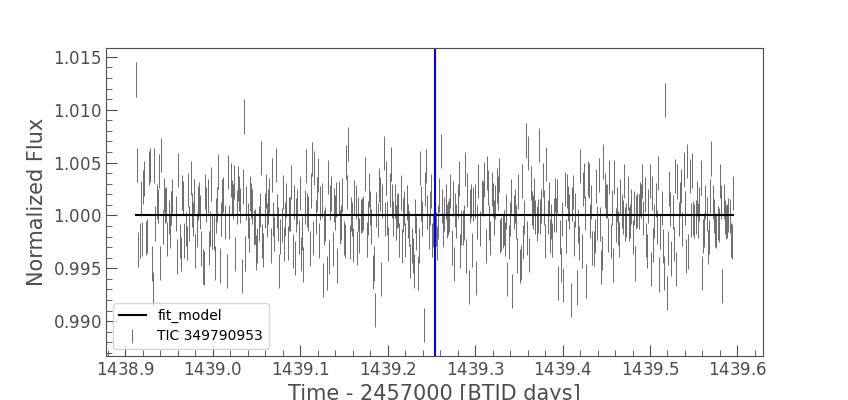 1.015
1.010
1.005
1.000
0.995
0.990
Normalized Flux
fit_model
TIC 349790953
1438.9 1439.0 1439.1 1439.2 1439.3 1439.4 1439.5 1439.6
Time - 2457000 [BTJD days]